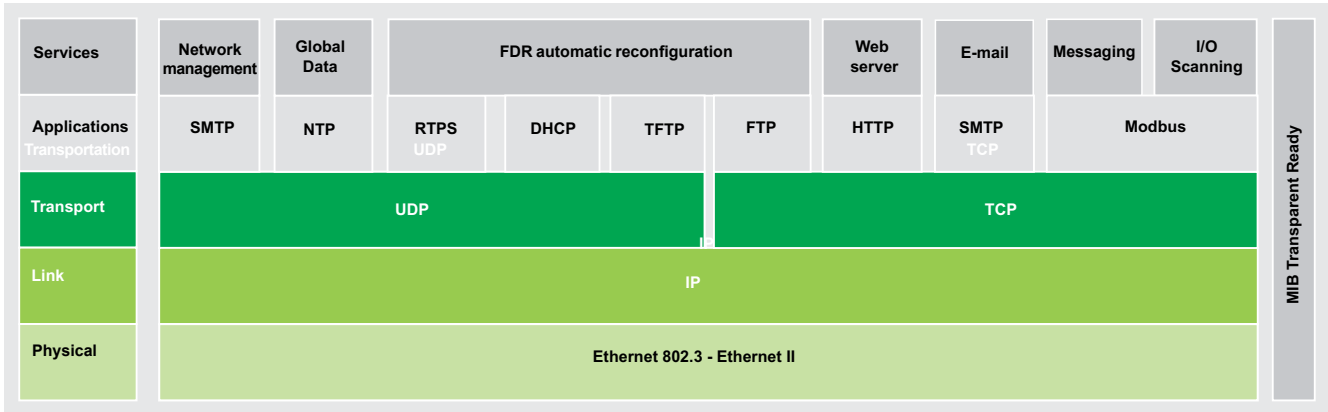 Services
Network
management
Global
Data
FDR automatic reconfiguration
Web
server
E-mail
Messaging
I/O
Scanning
Applications
Transportation
SMTP
NTP
RTPS
UDP
DHCP
TFTP
FTP
HTTP
SMTP
TCP
Modbus
Transport
UDP
TCP
IP
Link
IP
Physical
Ethernet 802.3 - Ethernet II
MIB Transparent Ready